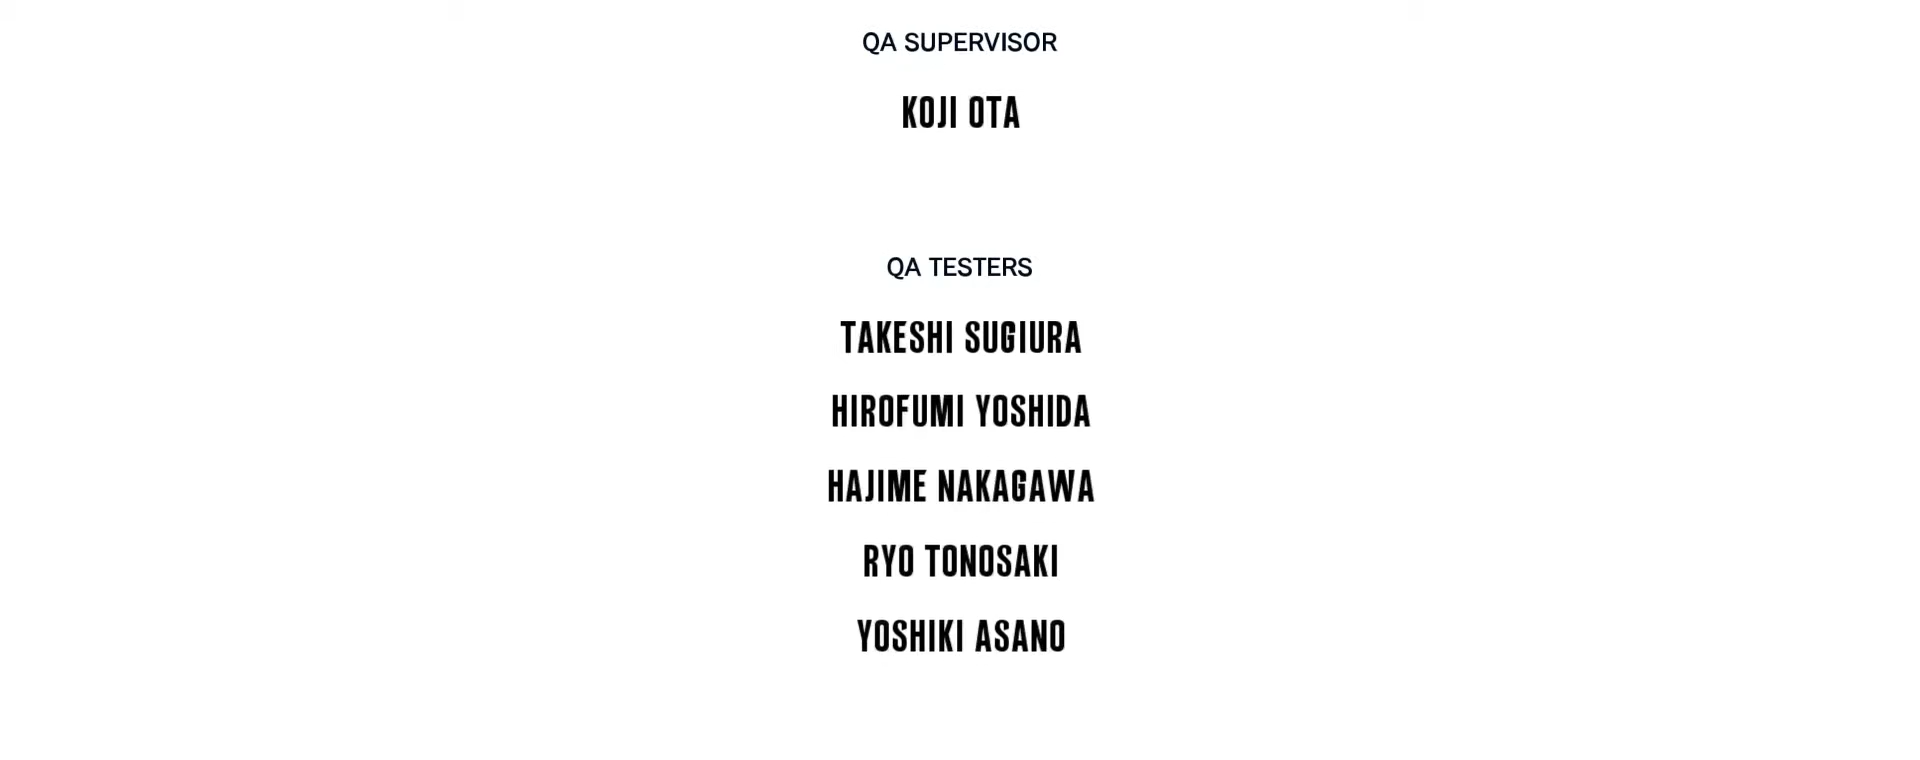 QA SUPERVISOR
KOJI OTA
QA TESTERS
TAKESHI SUGIURA
HIROFUMI YOSHIDA
HAJIME NAKAGAWA
RYO TONOSAKI
YOSHIKI ASANO